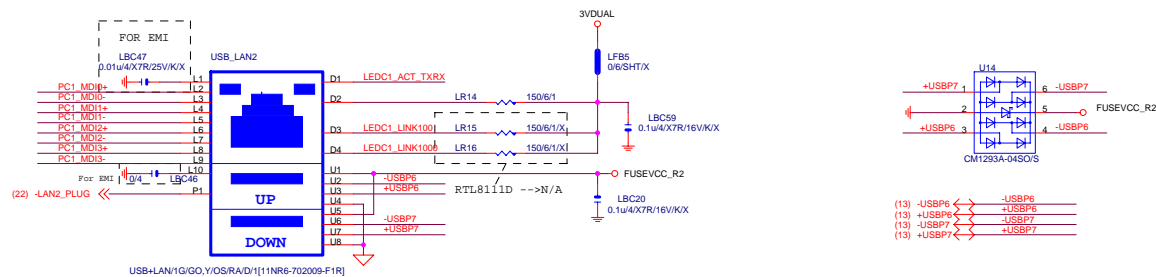 3VDUAL
FOR EMI
LBC47
0.01u/4/X7R/25V/K/X
USB_LAN2
LFB5
0/6/SHT/X
U14
L1
D1
LEDC1_ACT_TXRX
PC1_MDI0+
L2
PC1_MDI0-
L3
D2
LR14
150/6/1
PC1_MDI1+
L4
PC1_MDI1-
L5
PC1_MDI2+
L6
D3
LEDC1_LINK100
LR15
150/6/1/X
PC1_MDI2-
L7
PC1_MDI3+
L8
D4
LEDC1_LINK1000
LR16
150/6/1/X
PC1_MDI3-
L9
LBC59
0.1u/4/X7R/16V/K/X
+USBP7
1
6
-USBP7
2
5
FUSEVCC_R2
+USBP6
3
4
-USBP6
CM1293A-04SO/S
For EMI
0/4
LBC46
L10
U1
FUSEVCC_R2
U2
-USBP6
RTL8111D -->N/A
(22) -LAN2_PLUG
P1
UP
U3
+USBP6
U4
U5
LBC20
0.1u/4/X7R/16V/K/X
U6
-USBP7
U7
+USBP7
DOWN
U8
(13) -USBP6
-USBP6
(13) +USBP6
+USBP6
(13) -USBP7
-USBP7
(13) +USBP7
+USBP7
USB+LAN/1G/GO,Y/OS/RA/D/1[11NR6-702009-F1R]